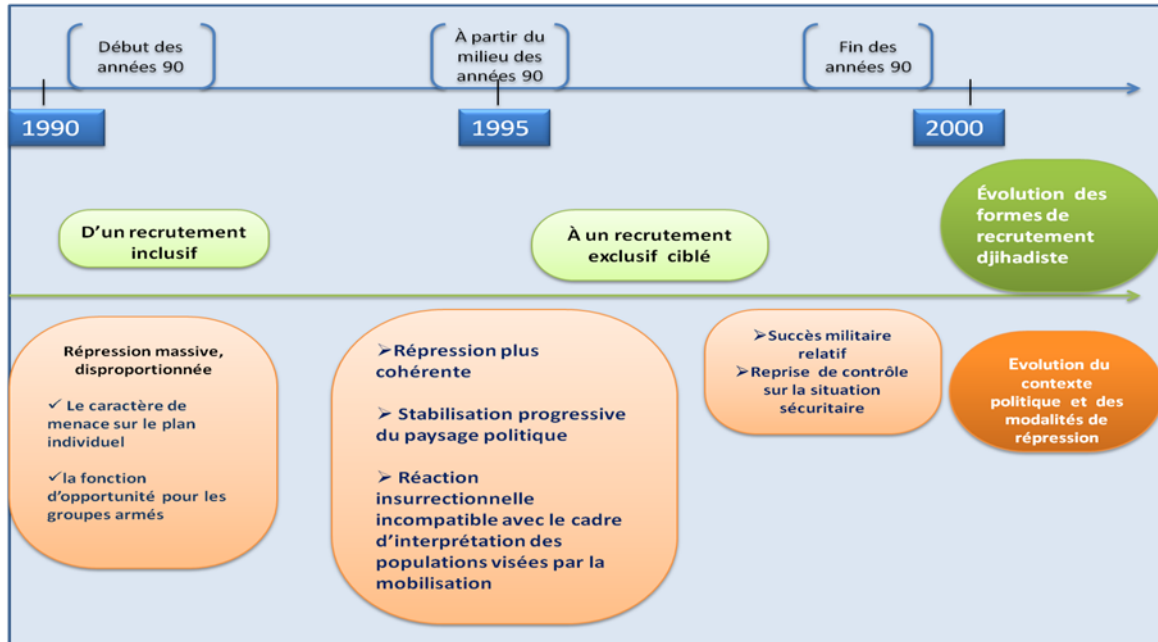 Début des
années 90
À partir du
milieu des
années 90
Fin des
années 90
1990
1995
2000
D’un recrutement
inclusif
À un recrutement
exclusif ciblé
Évolution des
formes de
recrutement
djihadiste
Répression massive,
disproportionnée
✓ Le caractère de
menace sur le plan
individuel
✓la fonction
d’opportunité pour les
groupes armés
➢Répression plus
cohérente
➢ Stabilisation progressive
du paysage politique
➢ Réaction
insurrectionnelle
incompatible avec le cadre
d’interprétation des
populations visées par la
mobilisation
➢Succès militaire
relatif
➢Reprise de contrôle
sur la situation
sécuritaire
Evolution du
contexte
politique et des
modalités de
répression